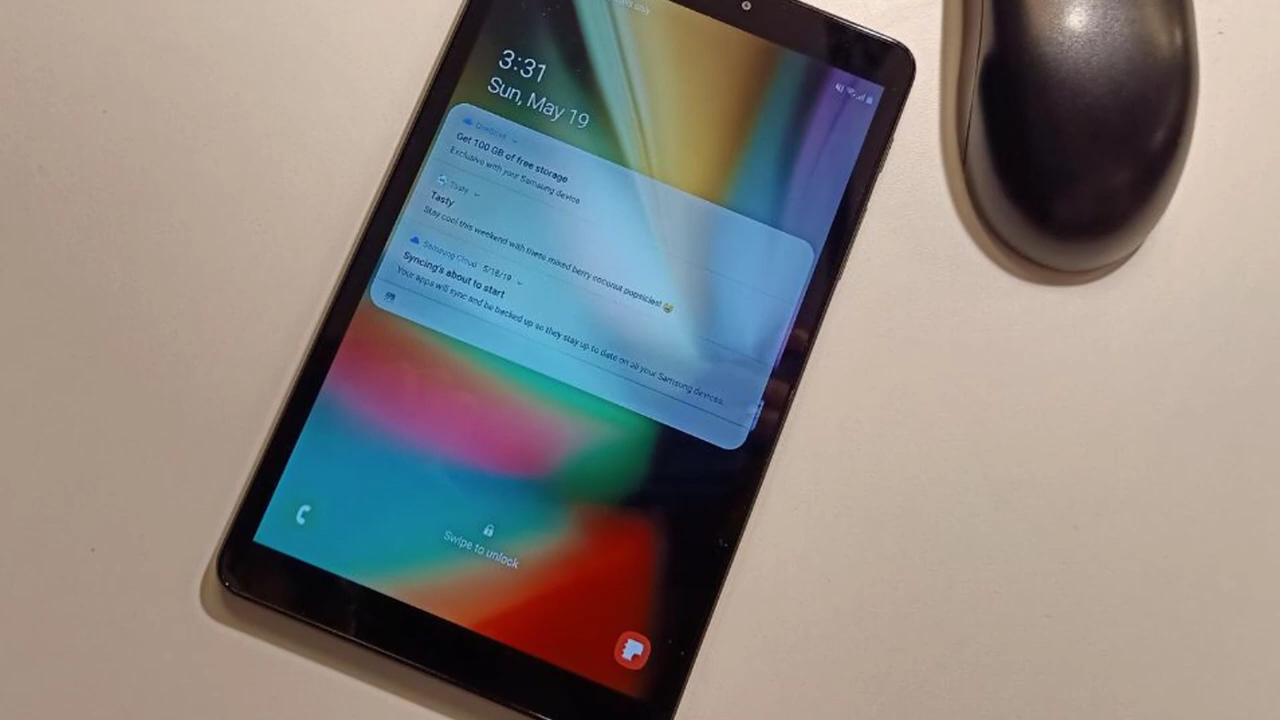 3:31
Sun, May 19
OneDrive
Get 100 GB of free storage
Exclusive with your Samsung device
Tasty
Tasty
Stay cool this weekend with these mixed berry coconut popsicles! 😋
Samsung Cloud · 5/18/19
Syncing's about to start
Your apps will sync and be backed up so they stay up to date on all your Samsung devices.
Swipe to unlock